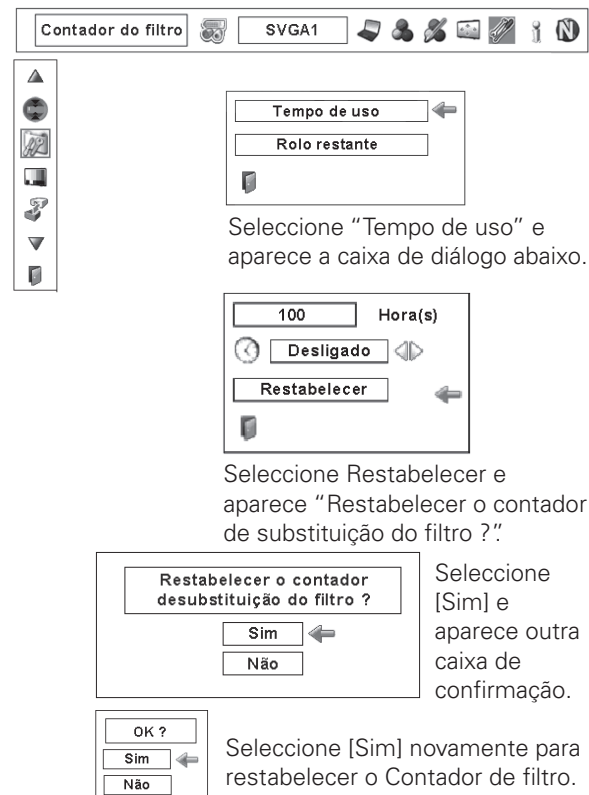 Contador do filtro SVGA1
Tempo de uso
Rolo restante
Seleccione "Tempo de uso" e
aparece a caixa de diálogo abaixo.
100 Hora(s)
Desligado
Restabelecer
Seleccione Restabelecer e
aparece "Restabelecer o contador
de substituição do filtro ?".
Restabelecer o contador
desubstituição do filtro ?
Sim
Não
Seleccione
[Sim] e
aparece outra
caixa de
confirmação.
OK ?
Sim
Não
Seleccione [Sim] novamente para
restabelecer o Contador de filtro.